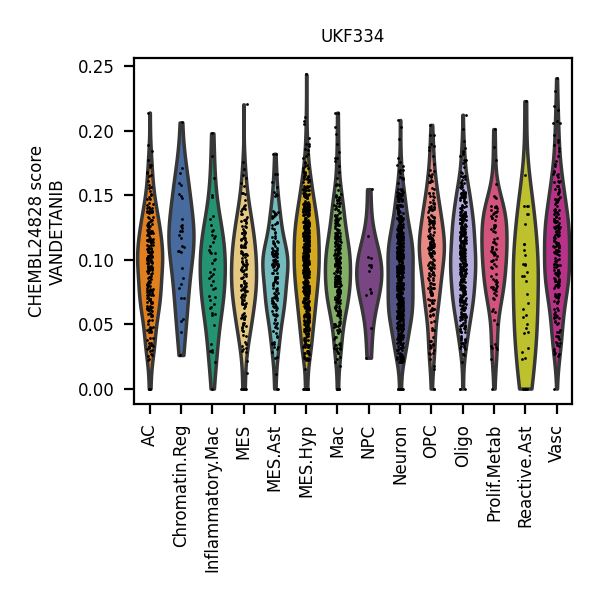 UKF334
CHEMBL24828 score
VANDETANIB
0.25
0.20
0.15
0.10
0.05
0.00
AC
Chromatin.Reg
Inflammatory.Mac
MES
MES.Ast
MES.Hyp
Mac
NPC
Neuron
OPC
Oligo
Prolif.Metab
Reactive.Ast
Vasc